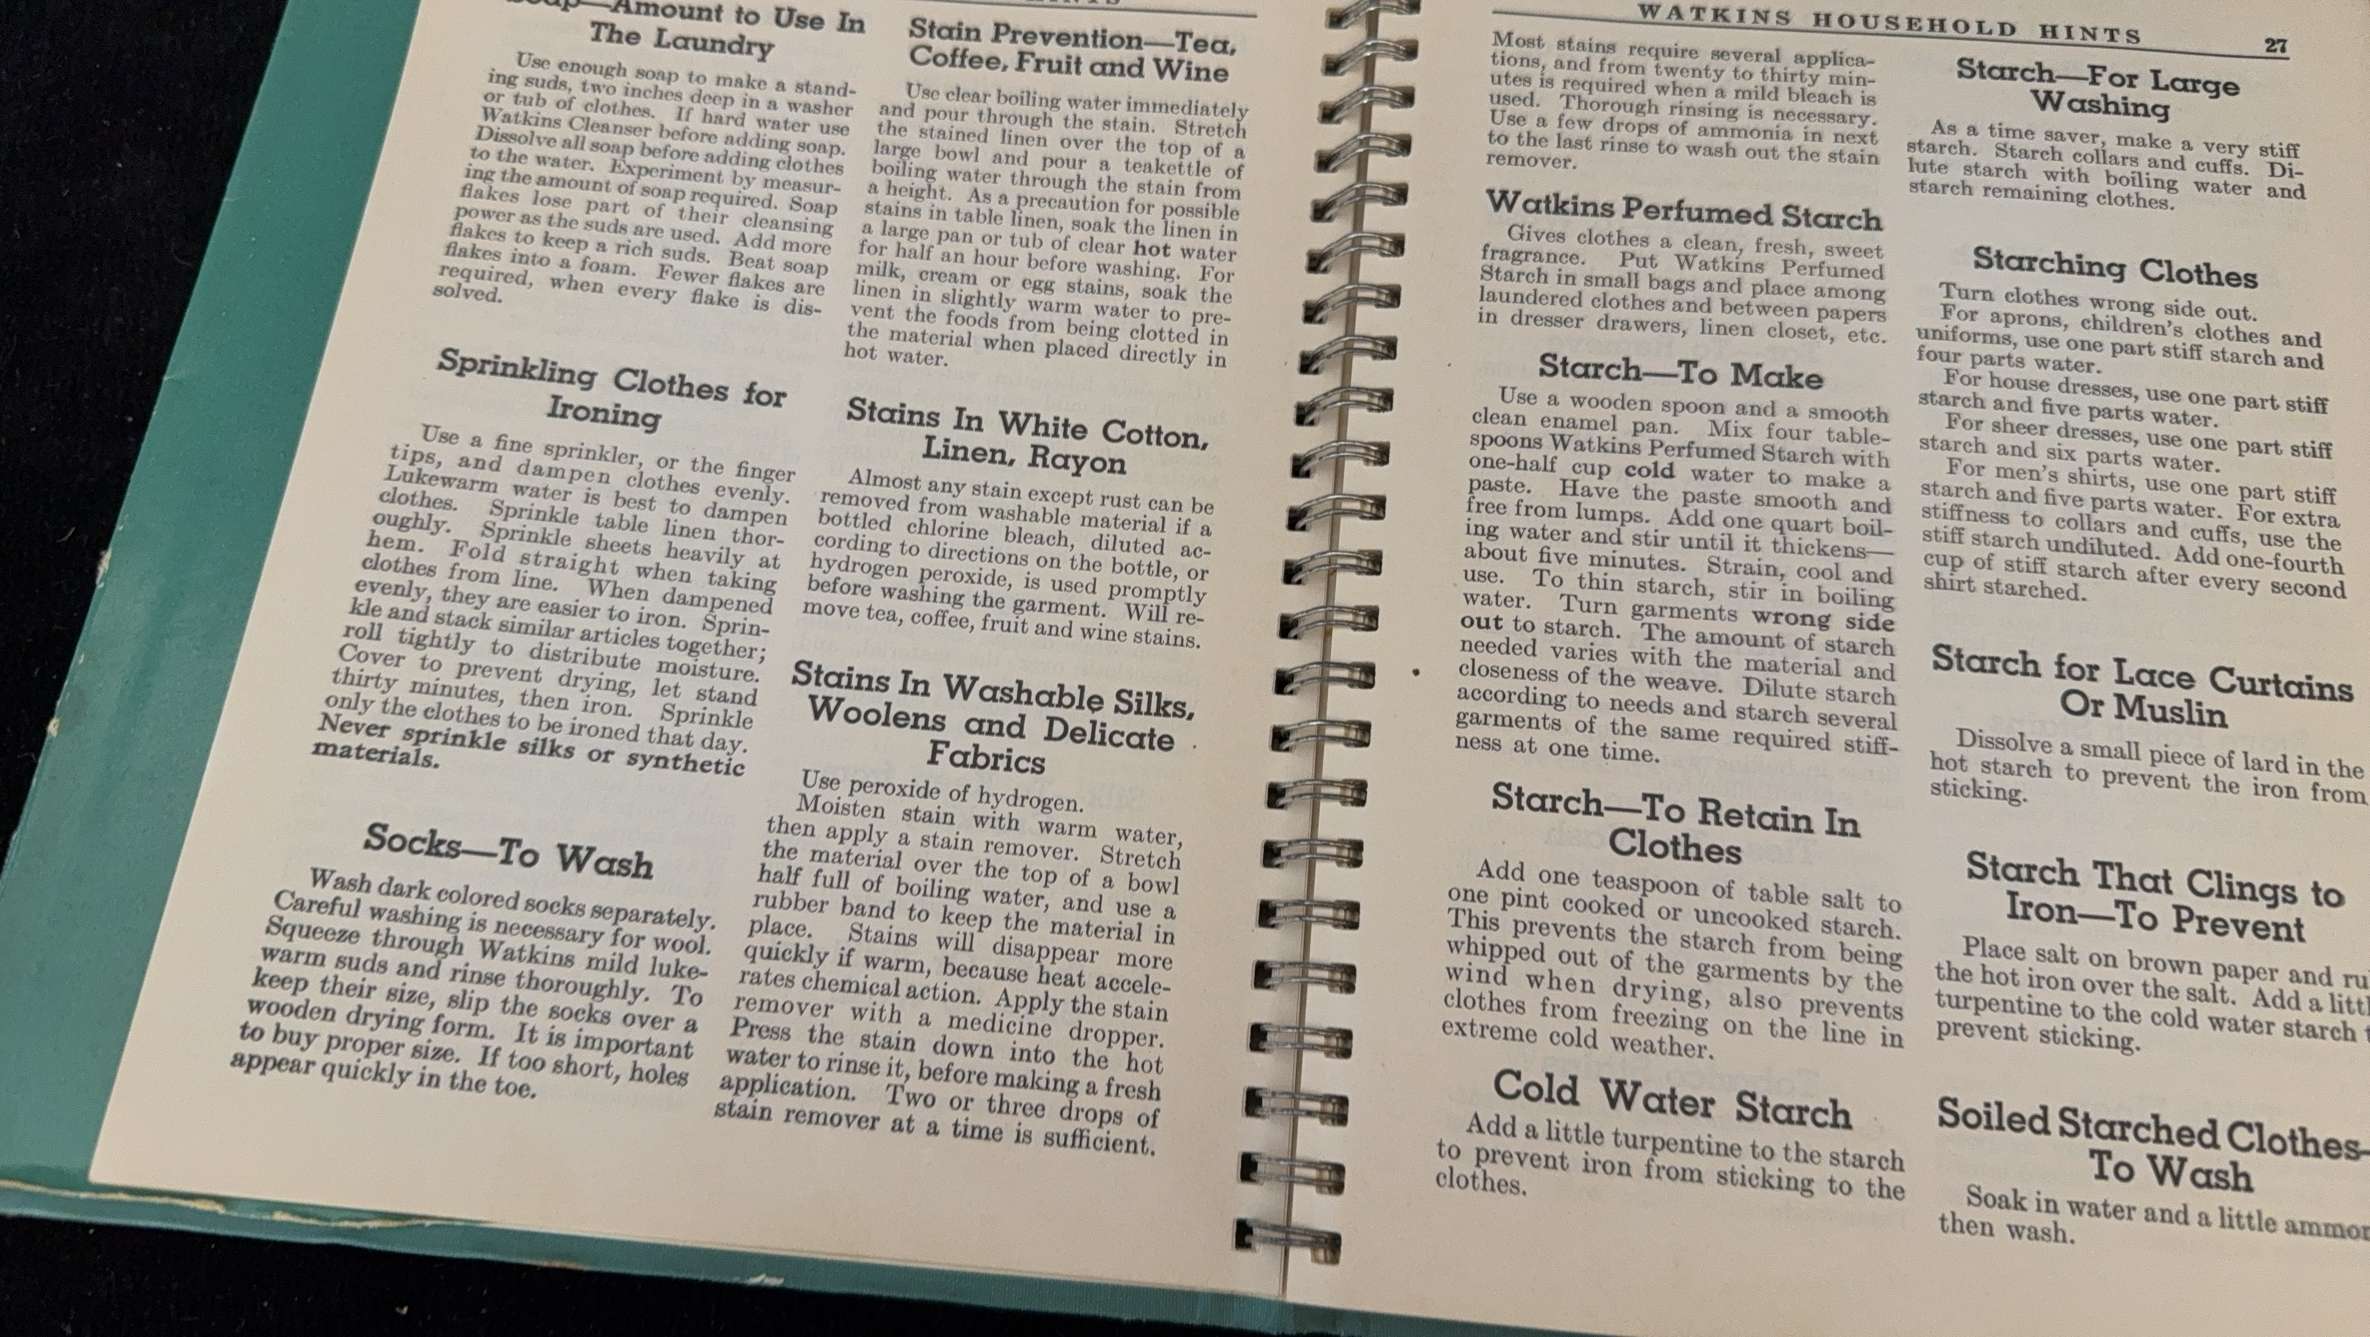 Amount to Use In
The Laundry
Use enough soap to make a stand-
ing suds, two inches deep in a washer
or tub of clothes. If hard water use
Watkins Cleanser before adding soap.
Dissolve all soap before adding clothes
to the water. Experiment by measur-
ing the amount of soap required. Soap
flakes lose part of their cleansing
power as the suds are used. Add more
flakes to keep a rich suds. Beat soap
flakes into a foam. Fewer flakes are
required, when every flake is dis-
solved.
Sprinkling Clothes for
Ironing
Use a fine sprinkler, or the finger
tips, and dampen clothes evenly.
Lukewarm water is best to dampen
clothes. Sprinkle table linen thor-
oughly. Sprinkle sheets heavily at
hem. Fold straight when taking
clothes from line. When dampened
evenly, they are easier to iron. Sprin-
kle and stack similar articles together;
roll tightly to distribute moisture.
Cover to prevent drying, let stand
thirty minutes, then iron. Sprinkle
only the clothes to be ironed that day.
Never sprinkle silks or synthetic
materials.
Socks—To Wash
Wash dark colored socks separately.
Careful washing is necessary for wool.
Squeeze through Watkins mild luke-
warm suds and rinse thoroughly. To
keep their size, slip the socks over a
wooden drying form. It is important
to buy proper size. If too short, holes
appear quickly in the toe.
Stain Prevention—Tea,
Coffee, Fruit and Wine
Use clear boiling water immediately
and pour through the stain. Stretch
the stained linen over the top of a
large bowl and pour a teakettle of
boiling water through the stain from
a height. As a precaution for possible
stains in table linen, soak the linen in
a large pan or tub of clear hot water
for half an hour before washing. For
milk, cream or egg stains, soak the
linen in slightly warm water to pre-
vent the foods from being clotted in
the material when placed directly in
hot water.
Stains In White Cotton,
Linen, Rayon
Almost any stain except rust can be
removed from washable material if a
bottled chlorine bleach, diluted ac-
cording to directions on the bottle, or
hydrogen peroxide, is used promptly
before washing the garment. Will re-
move tea, coffee, fruit and wine stains.
Stains In Washable Silks,
Woolens and Delicate
Fabrics
Use peroxide of hydrogen.
Moisten stain with warm water,
then apply a stain remover. Stretch
the material over the top of a bowl
half full of boiling water, and use a
rubber band to keep the material in
place. Stains will disappear more
quickly if warm, because heat accele-
rates chemical action. Apply the stain
remover with a medicine dropper.
Press the stain down into the hot
water to rinse it, before making a fresh
application. Two or three drops of
stain remover at a time is sufficient.
WATKINS HOUSEHOLD HINTS 27
Most stains require several applica-
tions, and from twenty to thirty min-
utes is required when a mild bleach is
used. Thorough rinsing is necessary.
Use a few drops of ammonia in next
to the last rinse to wash out the stain
remover.
Watkins Perfumed Starch
Gives clothes a clean, fresh, sweet
fragrance. Put Watkins Perfumed
Starch in small bags and place among
laundered clothes and between papers
in dresser drawers, linen closet, etc.
Starch—To Make
Use a wooden spoon and a smooth
clean enamel pan. Mix four table-
spoons Watkins Perfumed Starch with
one-half cup cold water to make a
paste. Have the paste smooth and
free from lumps. Add one quart boil-
ing water and stir until it thickens—
about five minutes. Strain, cool and
use. To thin starch, stir in boiling
water. Turn garments wrong side
out to starch. The amount of starch
needed varies with the material and
closeness of the weave. Dilute starch
according to needs and starch several
garments of the same required stiff-
ness at one time.
Starch—To Retain In
Clothes
Add one teaspoon of table salt to
one pint cooked or uncooked starch.
This prevents the starch from being
whipped out of the garments by the
wind when drying, also prevents
clothes from freezing on the line in
extreme cold weather.
Cold Water Starch
Add a little turpentine to the starch
to prevent iron from sticking to the
clothes.
Starch—For Large
Washing
As a time saver, make a very stiff
starch. Starch collars and cuffs. Di-
lute starch with boiling water and
starch remaining clothes.
Starching Clothes
Turn clothes wrong side out.
For aprons, children's clothes and
uniforms, use one part stiff starch and
four parts water.
For house dresses, use one part stiff
starch and five parts water.
For sheer dresses, use one part stiff
starch and six parts water.
For men's shirts, use one part stiff
starch and five parts water. For extra
stiffness to collars and cuffs, use the
stiff starch undiluted. Add one-fourth
cup of stiff starch after every second
shirt starched.
Starch for Lace Curtains
Or Muslin
Dissolve a small piece of lard in the
hot starch to prevent the iron from
sticking.
Starch That Clings to
Iron—To Prevent
Place salt on brown paper and ru
the hot iron over the salt. Add a litt
turpentine to the cold water starch t
prevent sticking.
Soiled Starched Clothes—
To Wash
Soak in water and a little ammon
then wash.